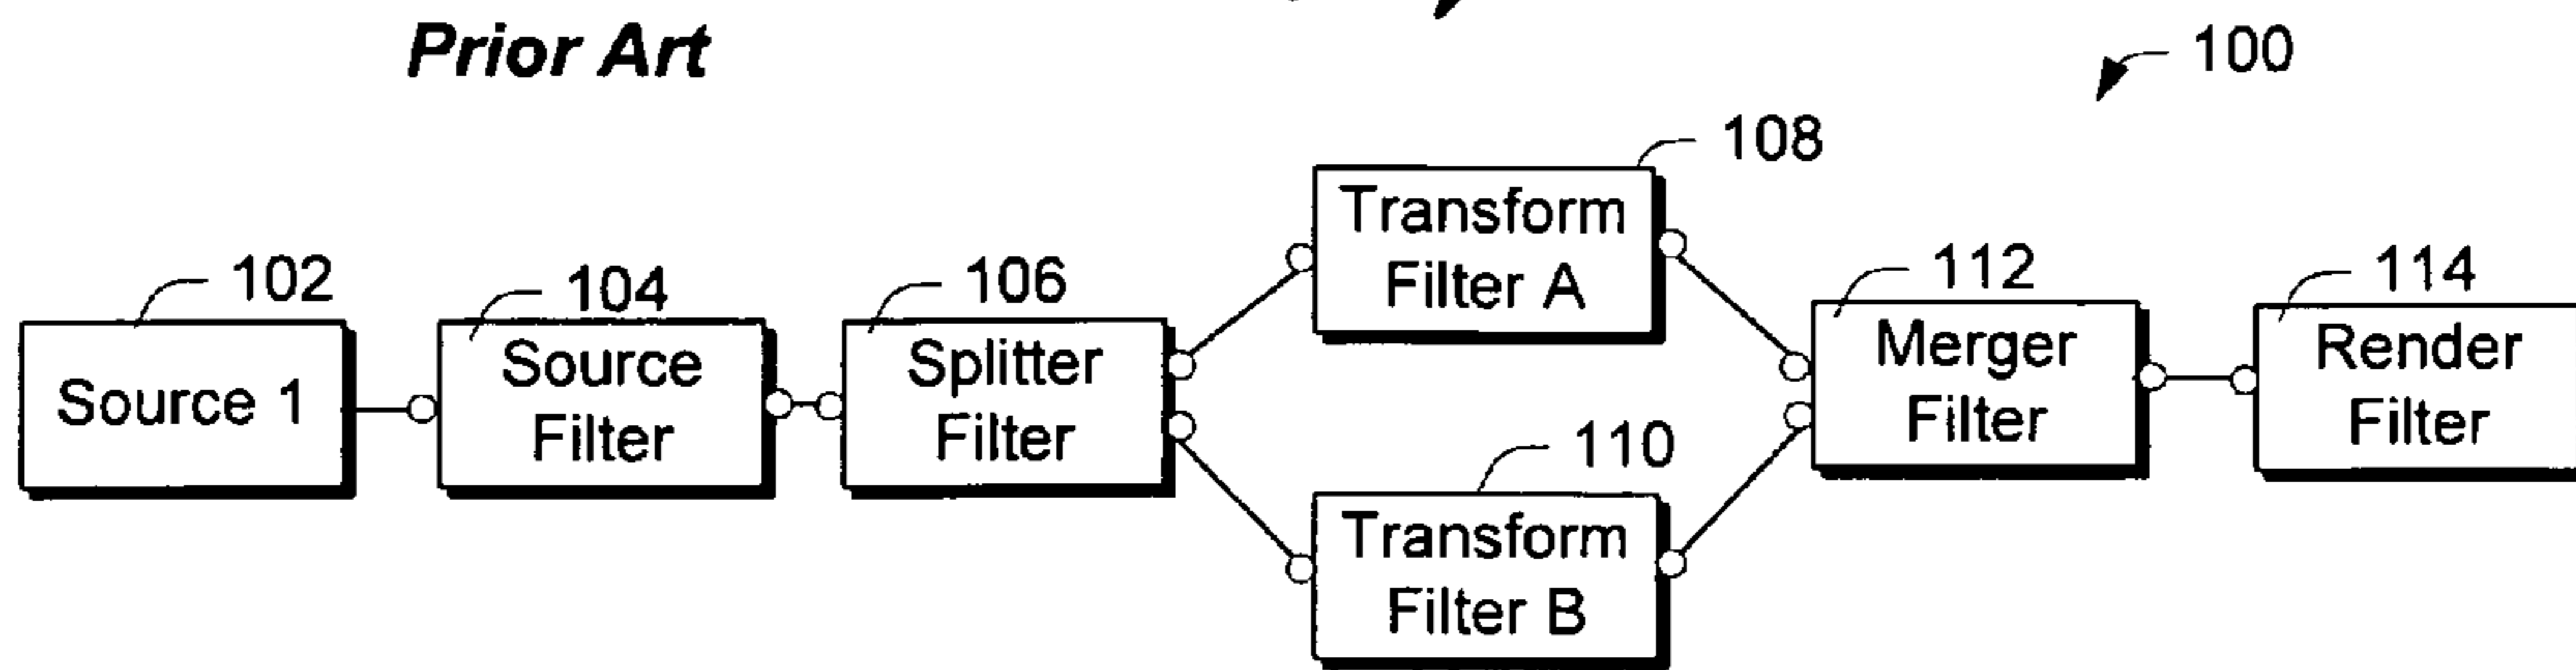 Prior Art
100
108
Transform
Filter A
102
Source 1
104
Source
Filter
106
Splitter
Filter
112
Merger
Filter
114
Render
Filter
110
Transform
Filter B